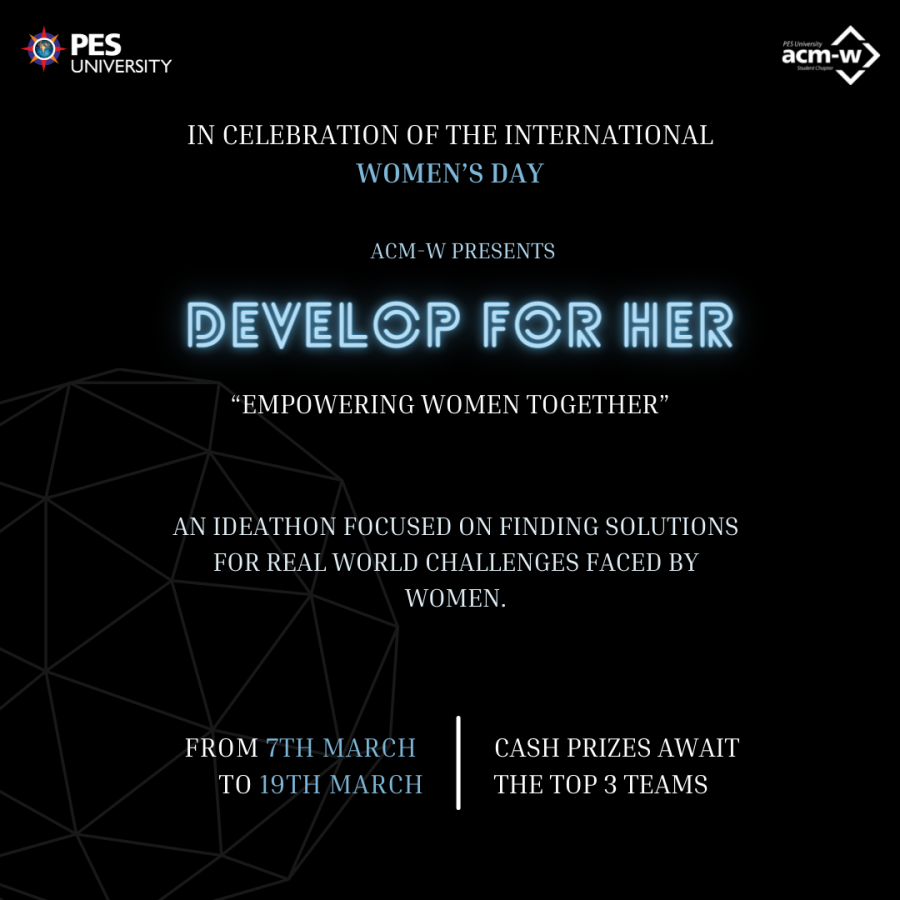 PES
UNIVERSITY
PES University
acm-w
Student Chapter
IN CELEBRATION OF THE INTERNATIONAL
WOMEN’S DAY
ACM-W PRESENTS
DEVELOP FOR HER
“EMPOWERING WOMEN TOGETHER”
AN IDEATHON FOCUSED ON FINDING SOLUTIONS
FOR REAL WORLD CHALLENGES FACED BY
WOMEN.
FROM 7TH MARCH
TO 19TH MARCH
CASH PRIZES AWAIT
THE TOP 3 TEAMS